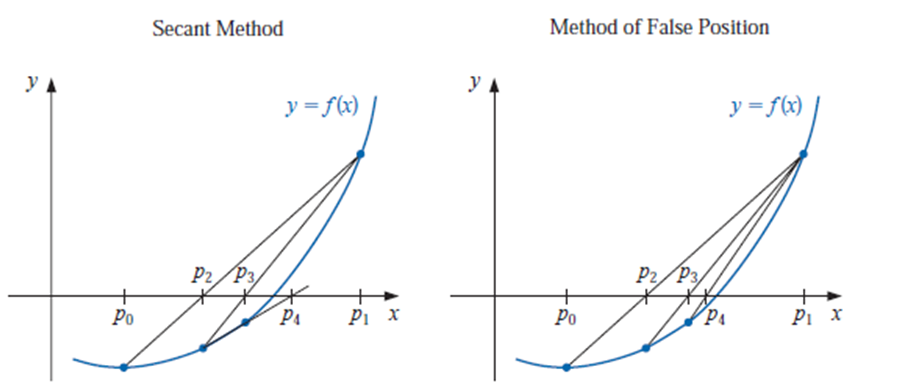 Secant Method
y
y = f(x)
p₂ p₃
p₀ p₄ p₁ x
Method of False Position
y
y = f(x)
p₂ p₃
p₀ p₄ p₁ x